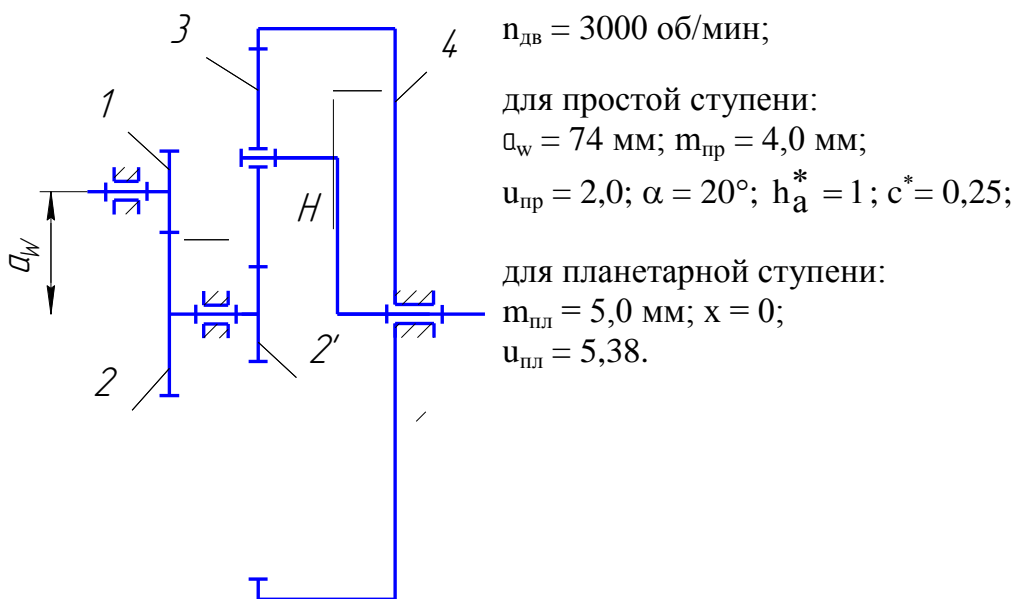 3
4
1
H
a_w
2
2'
n_дв = 3000 об/мин;
для простой ступени:
a_w = 74 мм; m_пр = 4,0 мм;
u_пр = 2,0; α = 20°; h_a^* = 1; c^* = 0,25;
для планетарной ступени:
m_пл = 5,0 мм; x = 0;
u_пл = 5,38.